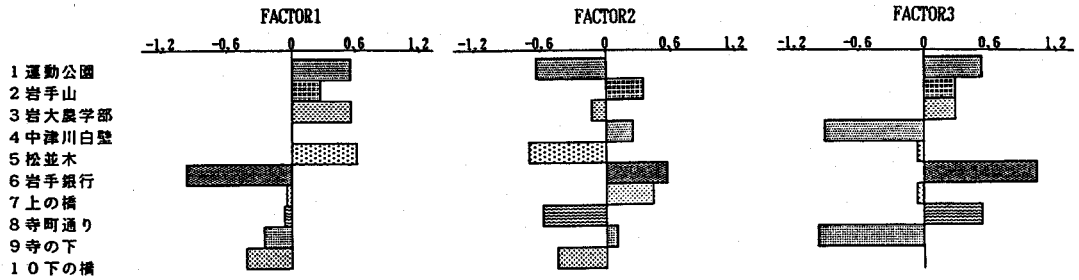 FACTOR1 FACTOR2 FACTOR3
-1.2 -0.6 0 0.6 1.2 -1.2 -0.6 0 0.6 1.2 -1.2 -0.6 0 0.6 1.2
1 運動公園
2 岩手山
3 岩大農学部
4 中津川白壁
5 松並木
6 岩手銀行
7 上の橋
8 寺町通り
9 寺の下
10下の橋